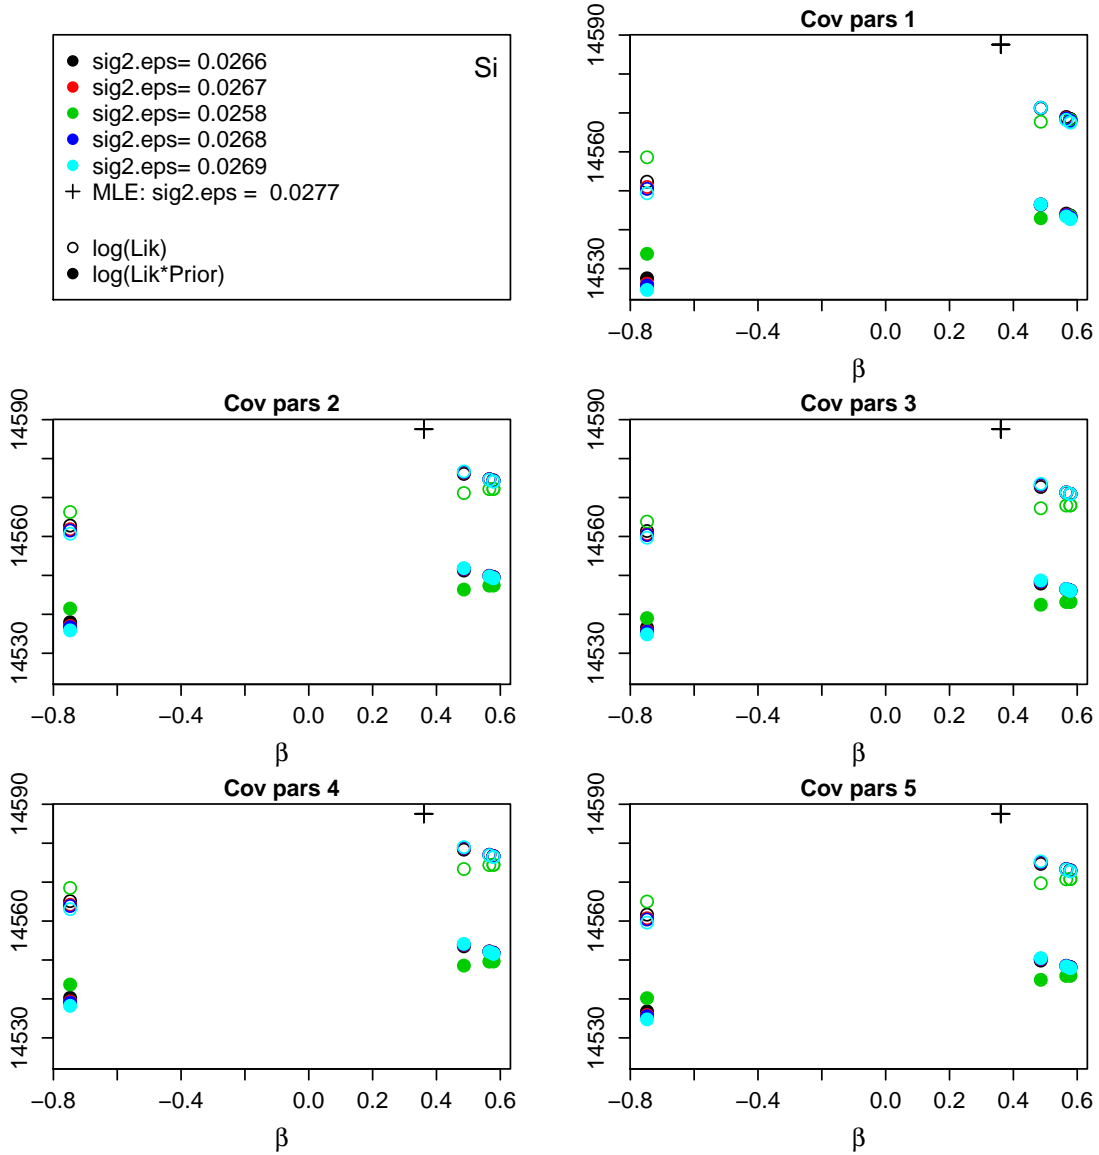 Si
sig2.eps= 0.0266
sig2.eps= 0.0267
sig2.eps= 0.0258
sig2.eps= 0.0268
sig2.eps= 0.0269
MLE: sig2.eps =  0.0277
log(Lik)
log(Lik*Prior)
Cov pars 1
14590
14560
14530
−0.8 −0.4 0.0 0.2 0.4 0.6
β
Cov pars 2
14590
14560
14530
−0.8 −0.4 0.0 0.2 0.4 0.6
β
Cov pars 3
14590
14560
14530
−0.8 −0.4 0.0 0.2 0.4 0.6
β
Cov pars 4
14590
14560
14530
−0.8 −0.4 0.0 0.2 0.4 0.6
β
Cov pars 5
14590
14560
14530
−0.8 −0.4 0.0 0.2 0.4 0.6
β